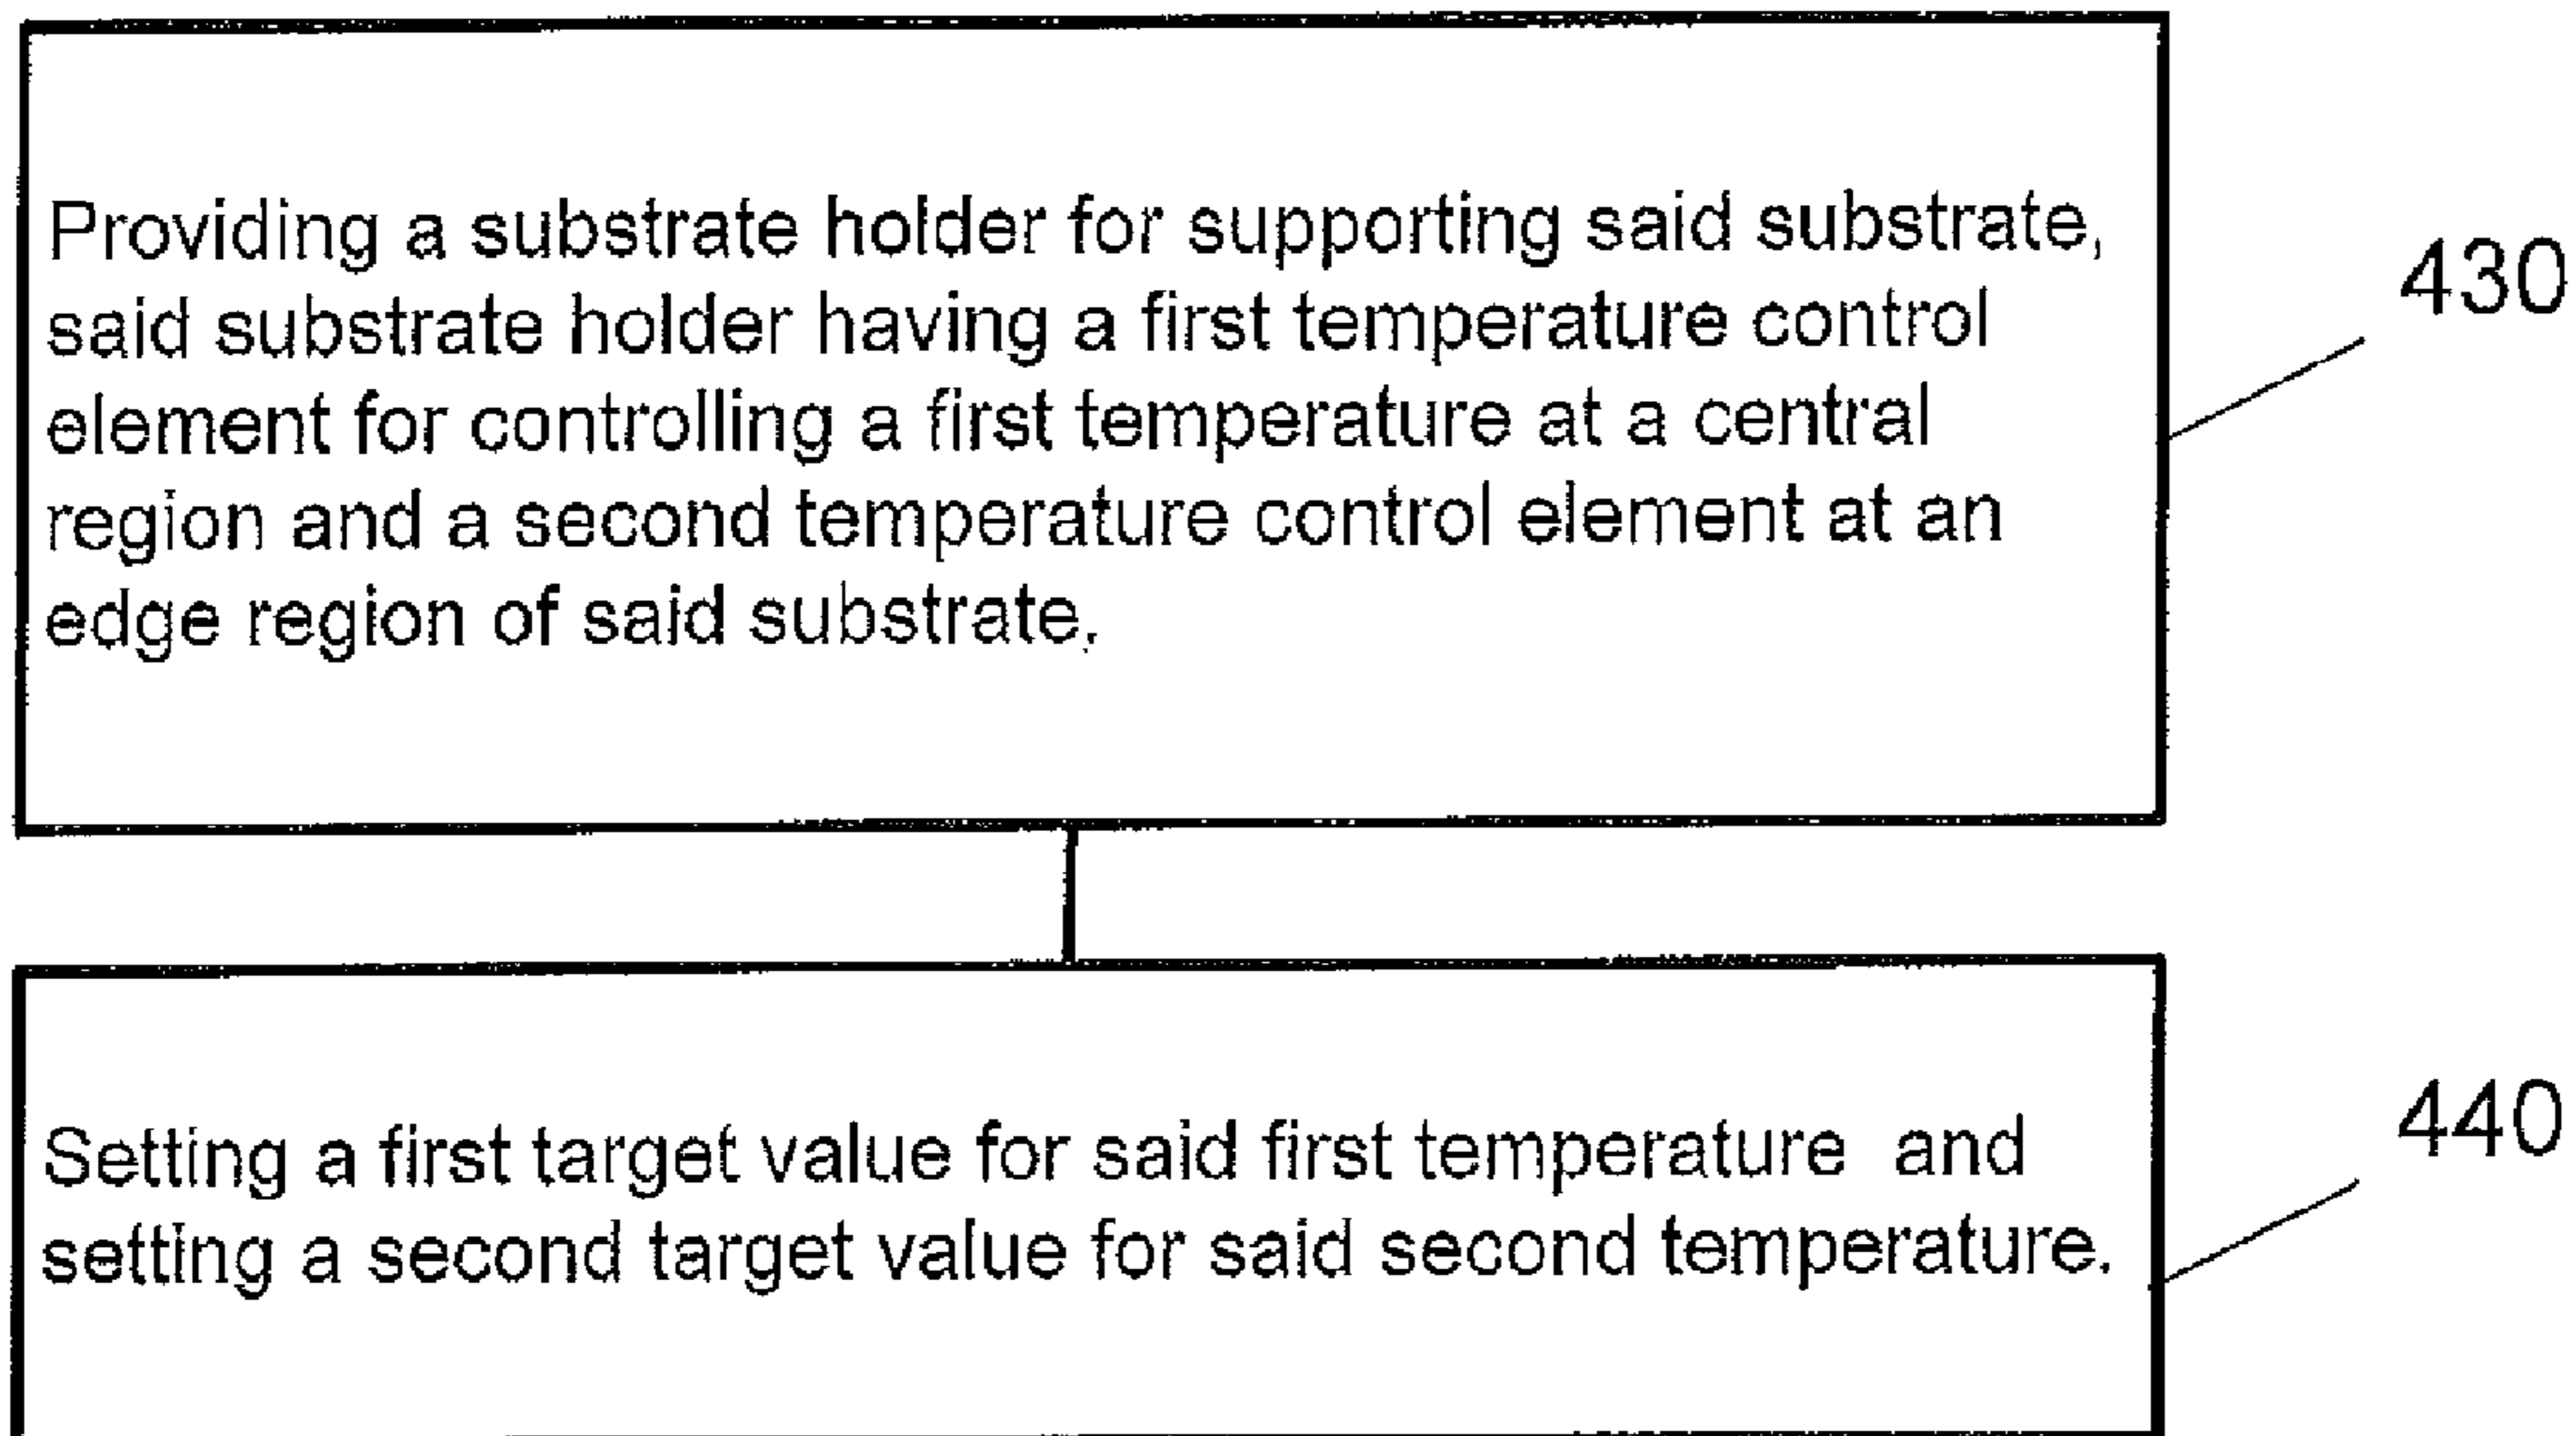 Providing a substrate holder for supporting said substrate,
said substrate holder having a first temperature control
element for controlling a first temperature at a central
region and a second temperature control element at an
edge region of said substrate.
430
Setting a first target value for said first temperature and
setting a second target value for said second temperature.
440